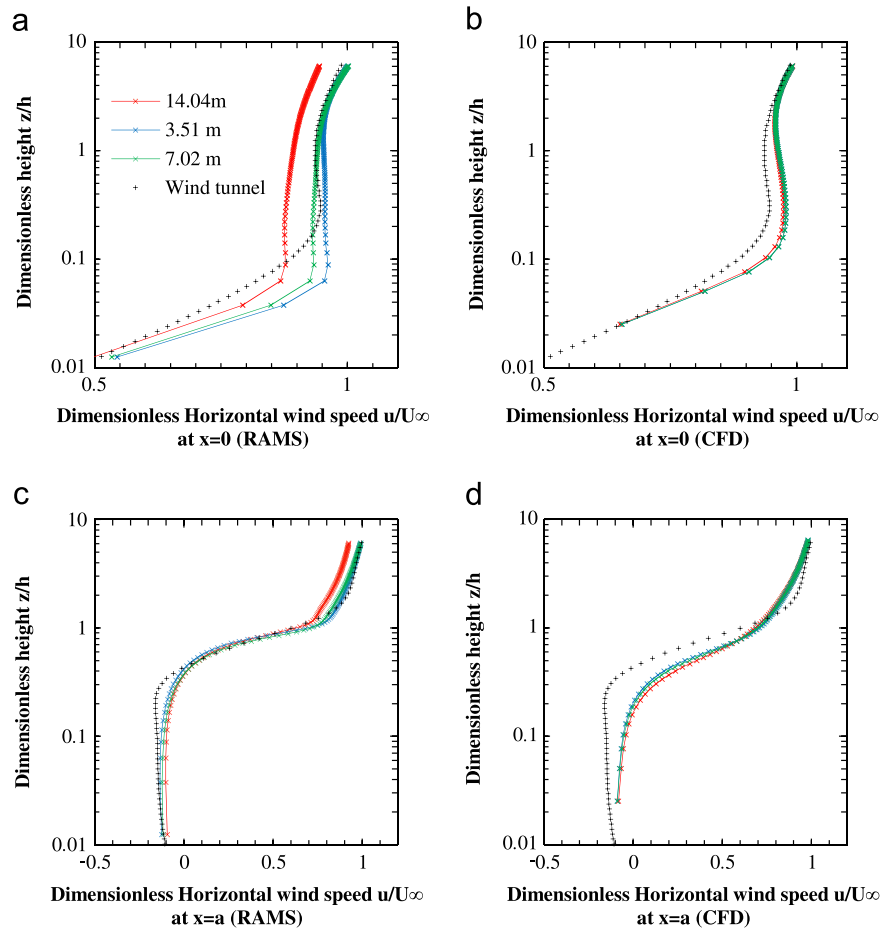 a
10
1
0.1
0.01
0.5
1
Dimensionless height z/h
14.04m
3.51 m
7.02 m
Wind tunnel
Dimensionless Horizontal wind speed u/U∞
at x=0 (RAMS)
b
10
1
0.1
0.01
0.5
1
Dimensionless height z/h
Dimensionless Horizontal wind speed u/U∞
at x=0 (CFD)
c
10
1
0.1
0.01
-0.5
0
0.5
1
Dimensionless height z/h
Dimensionless Horizontal wind speed u/U∞
at x=a (RAMS)
d
10
1
0.1
0.01
-0.5
0
0.5
1
Dimensionless height z/h
Dimensionless Horizontal wind speed u/U∞
at x=a (CFD)